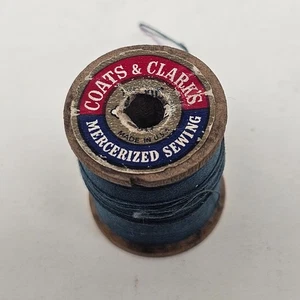 COATS & CLARK'S
MADE IN U.S.A.
MERCERIZED SEWING